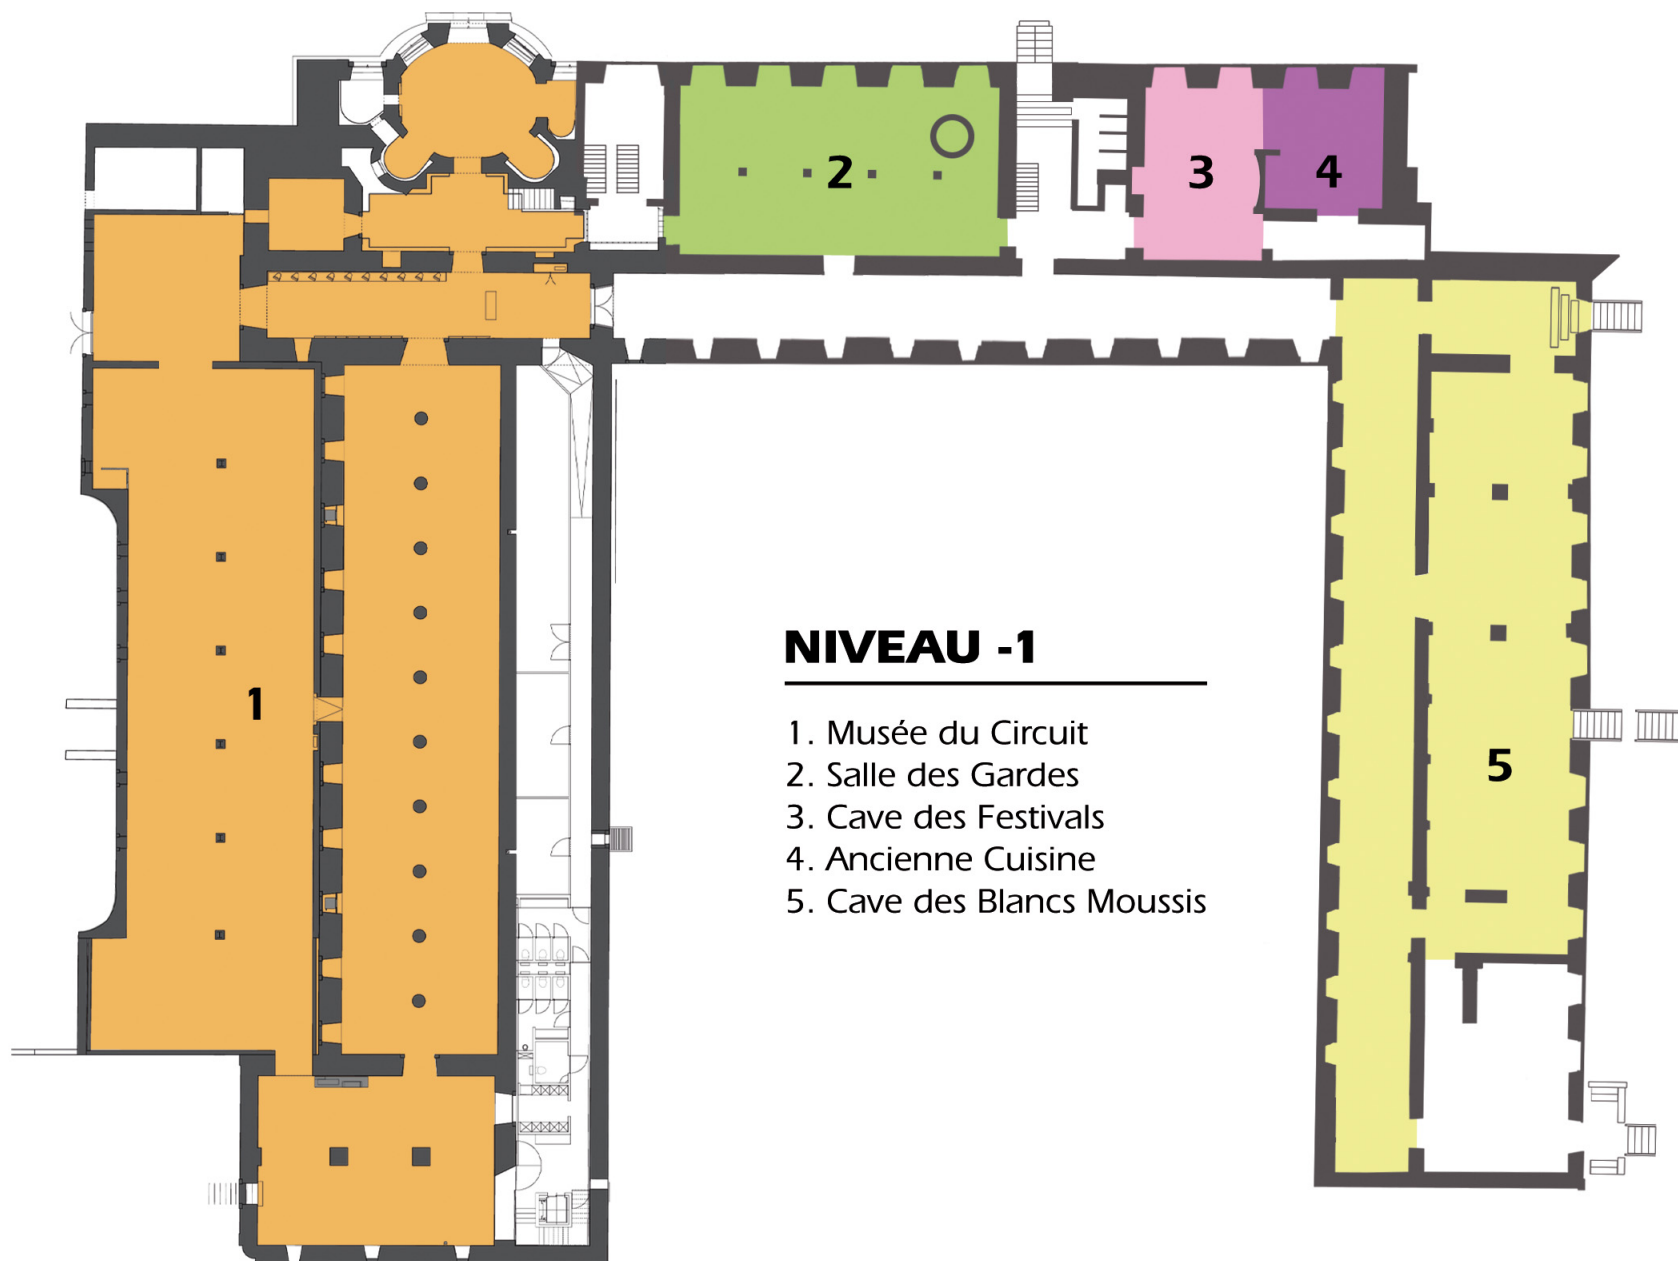 2
3
4
1
5
NIVEAU -1
1. Musée du Circuit
2. Salle des Gardes
3. Cave des Festivals
4. Ancienne Cuisine
5. Cave des Blancs Moussis